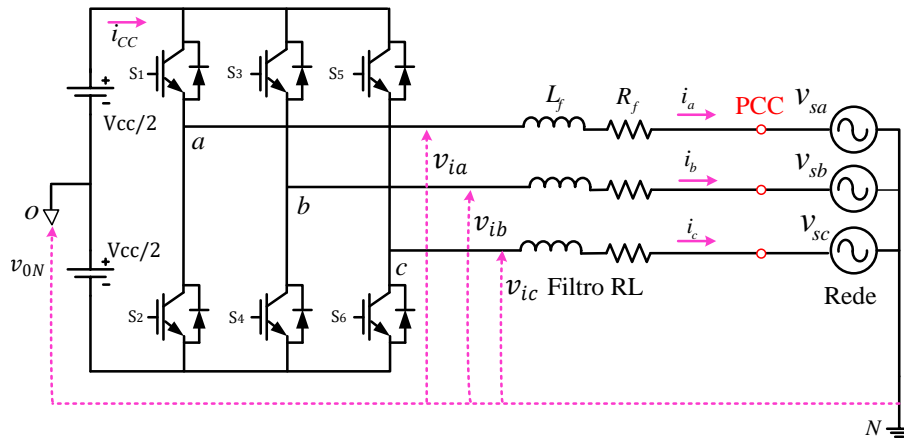 i_CC
S1
S3
S5
Vcc/2
a
L_f
R_f
i_a
PCC
v_sa
v_ia
b
i_b
v_sb
o
v_ib
v_0N
Vcc/2
c
i_c
v_sc
v_ic
Filtro RL
Rede
S2
S4
S6
N